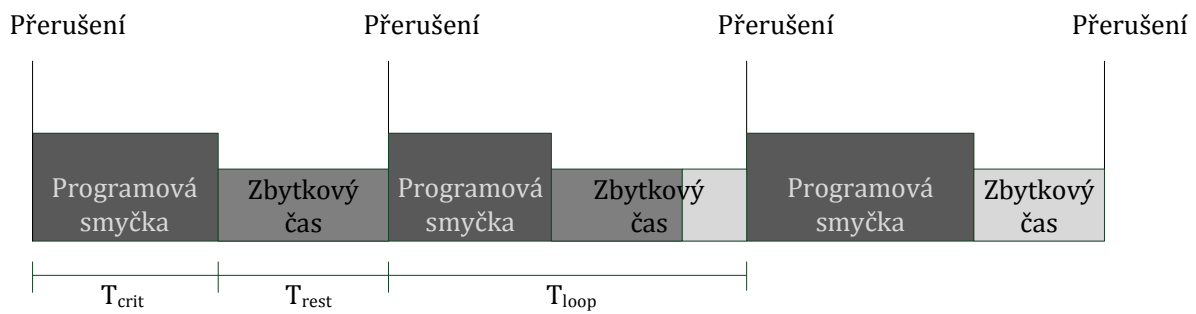 Přerušení Přerušení Přerušení Přerušení
Programová smyčka
Zbytkový čas
Programová smyčka
Zbytkový čas
Programová smyčka
Zbytkový čas
Tcrit Trest Tloop